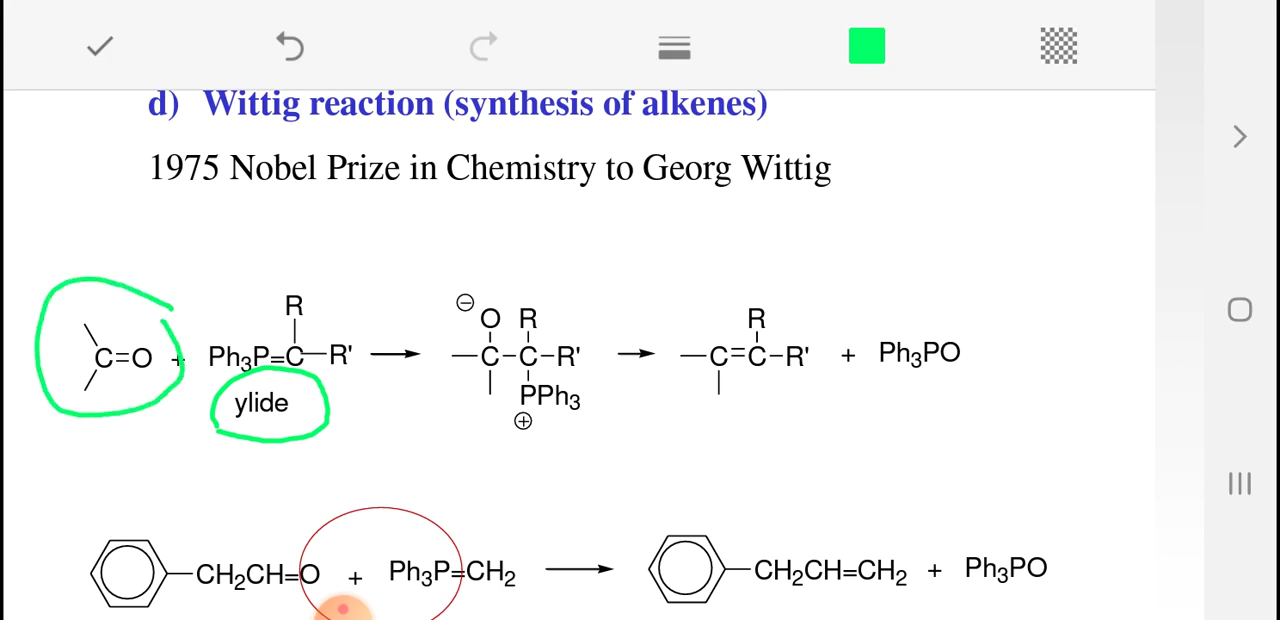 d) Wittig reaction (synthesis of alkenes)
1975 Nobel Prize in Chemistry to Georg Wittig
R
⊖
O R R
C=O + Ph₃P=C—R' → —C-C-R' → —C=C-R' + Ph₃PO
ylide PPh₃
⊕
CH₂CH=O + Ph₃P=CH₂ → CH₂CH=CH₂ + Ph₃PO